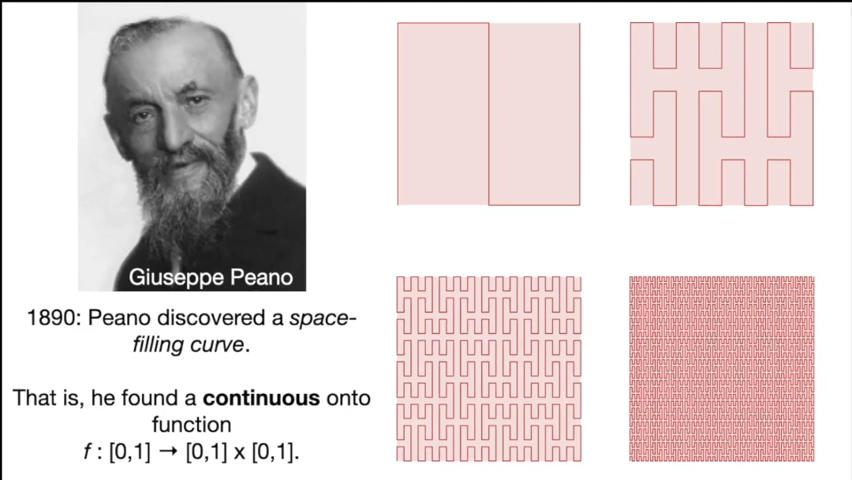 Giuseppe Peano
1890: Peano discovered a space-
filling curve.
That is, he found a continuous onto
function
f : [0,1] → [0,1] x [0,1].